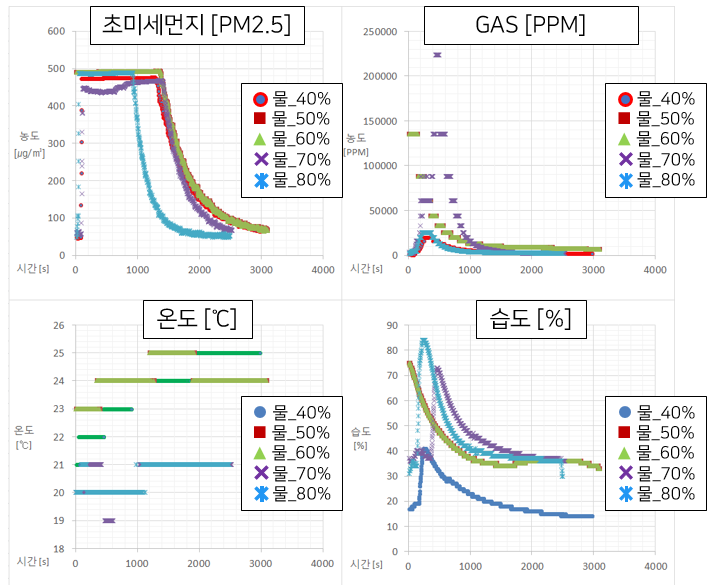 초미세먼지 [PM2.5]
600
500
400
300
200
100
0
농도
[μg/㎥]
0
1000
2000
3000
4000
시간 [s]
물_40%
물_50%
물_60%
물_70%
물_80%
GAS [PPM]
250000
200000
150000
100000
50000
0
농도
[PPM]
0
1000
2000
3000
4000
시간 [s]
물_40%
물_50%
물_60%
물_70%
물_80%
온도 [℃]
26
25
24
23
22
21
20
19
18
온도
[℃]
0
1000
2000
3000
4000
시간 [s]
물_40%
물_50%
물_60%
물_70%
물_80%
습도 [%]
90
80
70
60
50
40
30
20
10
0
습도
[%]
0
1000
2000
3000
4000
시간 [s]
물_40%
물_50%
물_60%
물_70%
물_80%